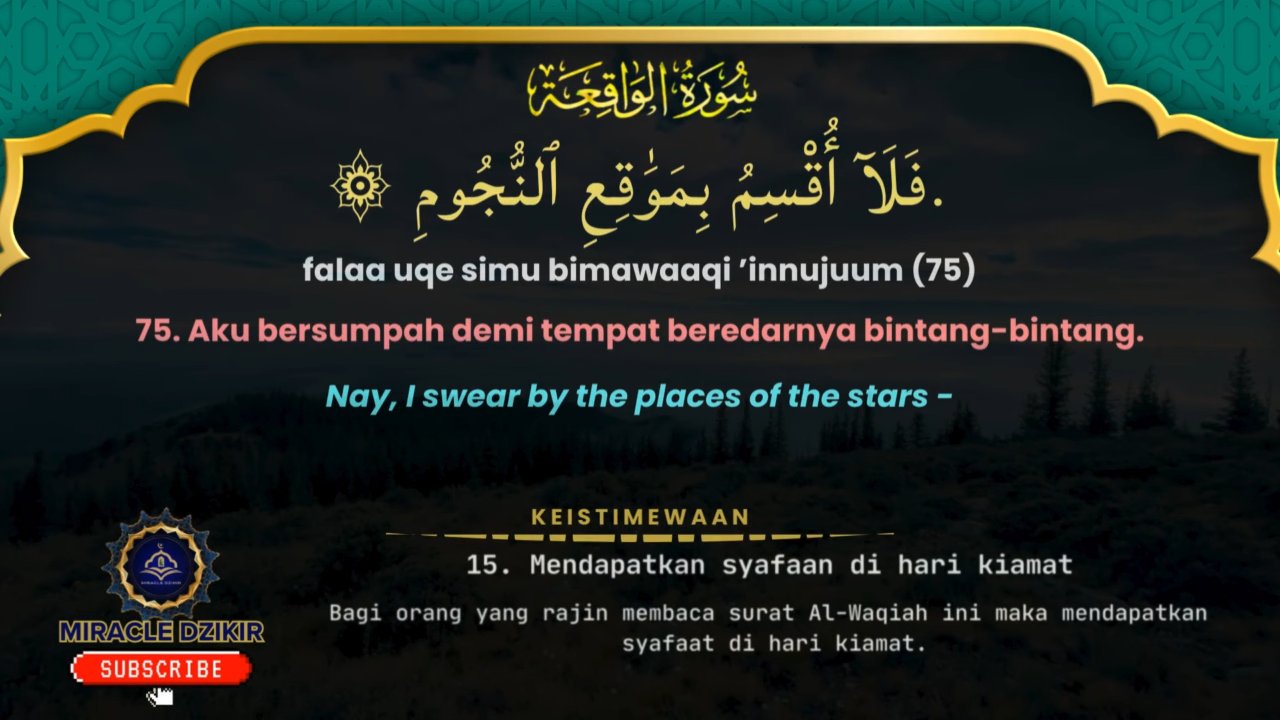 سُورَةُ الوَاقِعَة
فَلَآ أُقْسِمُ بِمَوَٰقِعِ ٱلنُّجُومِ.
falaa uqe simu bimawaaqi ’innujuum (75)
75. Aku bersumpah demi tempat beredarnya bintang-bintang.
Nay, I swear by the places of the stars -
KEISTIMEWAAN
15. Mendapatkan syafaan di hari kiamat
Bagi orang yang rajin membaca surat Al-Waqiah ini maka mendapatkan
syafaat di hari kiamat.
MIRACLE DZIKIR
MIRACLE DZIKIR
SUBSCRIBE